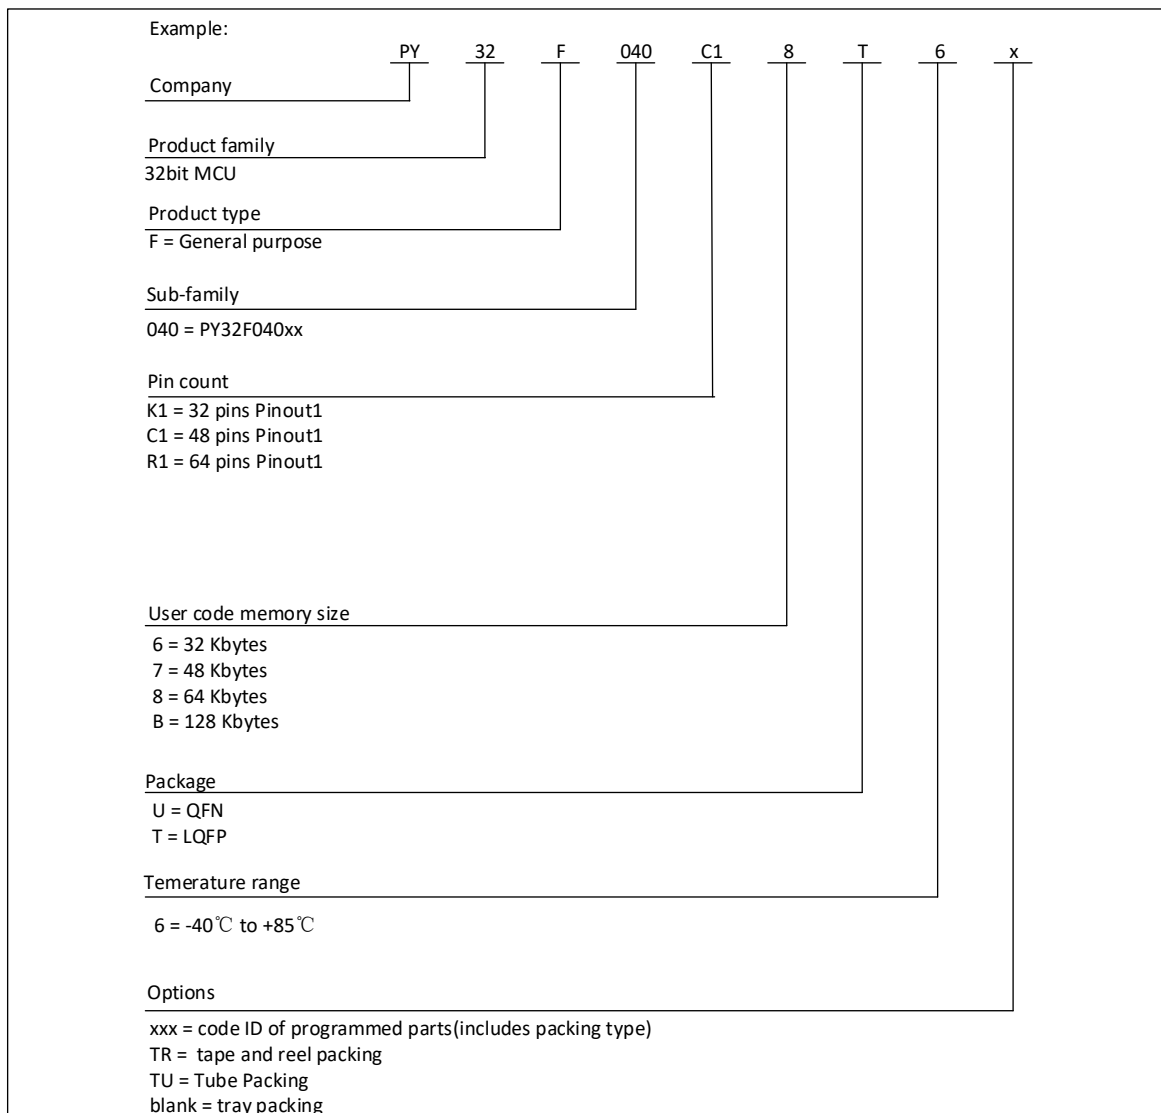 Example:
PY 32 F 040 C1 8 T 6 x
Company
Product family
32bit MCU
Product type
F = General purpose
Sub-family
040 = PY32F040xx
Pin count
K1 = 32 pins Pinout1
C1 = 48 pins Pinout1
R1 = 64 pins Pinout1
User code memory size
6 = 32 Kbytes
7 = 48 Kbytes
8 = 64 Kbytes
B = 128 Kbytes
Package
U = QFN
T = LQFP
Temerature range
6 = -40℃ to +85℃
Options
xxx = code ID of programmed parts(includes packing type)
TR =  tape and reel packing
TU = Tube Packing
blank = tray packing